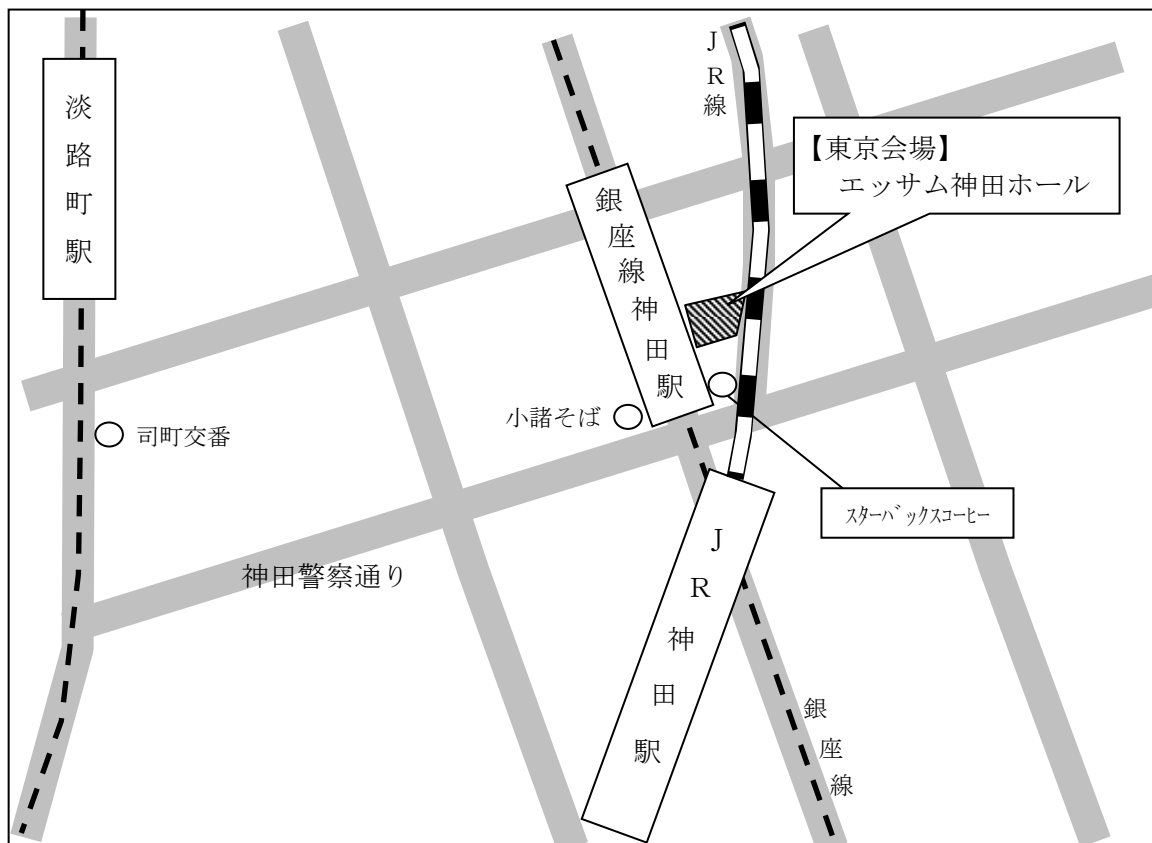 淡路町駅
JR線
【東京会場】
エッサム神田ホール
銀座線神田駅
小諸そば
司町交番
スターバックスコーヒー
神田警察通り
JR神田駅
銀座線